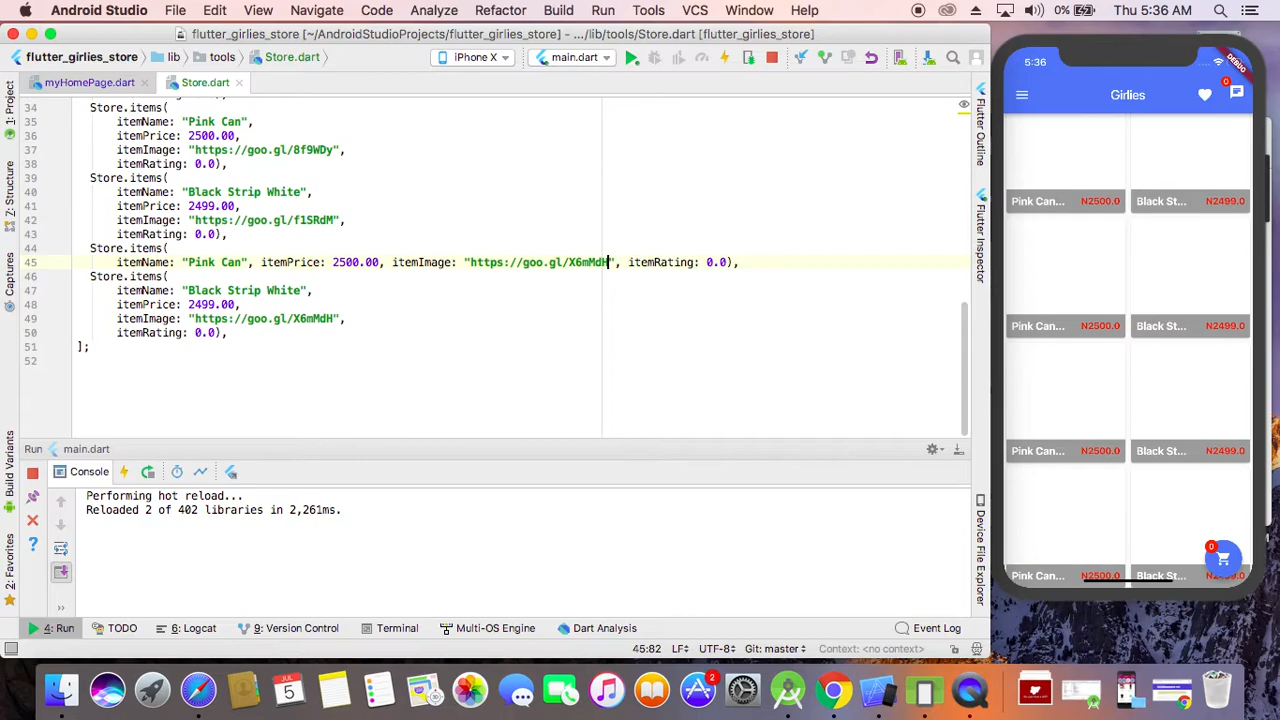 Android Studio File Edit View Navigate Code Analyze Refactor Build Run Tools VCS Window Help 0% Thu 5:36 AM
flutter_girlies_store [~/AndroidStudioProjects/flutter_girlies_store] - .../lib/tools/Store.dart [flutter_girlies_store]
flutter_girlies_store lib tools Store.dart iPhone X main.dart
myHomePage.dart Store.dart
34 Store.items(
35 itemName: "Pink Can",
36 itemPrice: 2500.00,
37 itemImage: "https://goo.gl/8f9WDy",
38 itemRating: 0.0),
39 Store.items(
40 itemName: "Black Strip White",
41 itemPrice: 2499.00,
42 itemImage: "https://goo.gl/f1SRdM",
43 itemRating: 0.0),
44 Store.items(
45 itemName: "Pink Can", itemPrice: 2500.00, itemImage: "https://goo.gl/X6mMdH", itemRating: 0.0),
46 Store.items(
47 itemName: "Black Strip White",
48 itemPrice: 2499.00,
49 itemImage: "https://goo.gl/X6mMdH",
50 itemRating: 0.0),
51 ];
52
1: Project
7: Structure
Captures
Build Variants
2: Favorites
Flutter Outline
Flutter Inspector
Device File Explorer
Run main.dart
Console
Performing hot reload...
Reloaded 2 of 402 libraries in 2,261ms.
4: Run TODO 6: Logcat 9: Version Control Terminal Multi-OS Engine Dart Analysis Event Log
45:82 LF÷ UTF-8÷ Git: master÷ Context: <no context>
5:36 DEBUG
Girlies 0
Pink Can... N2500.0 Black St... N2499.0
Pink Can... N2500.0 Black St... N2499.0
Pink Can... N2500.0 Black St... N2499.0
0
Pink Can... N2500.0 Black St... N2499.0
JUL
5
2